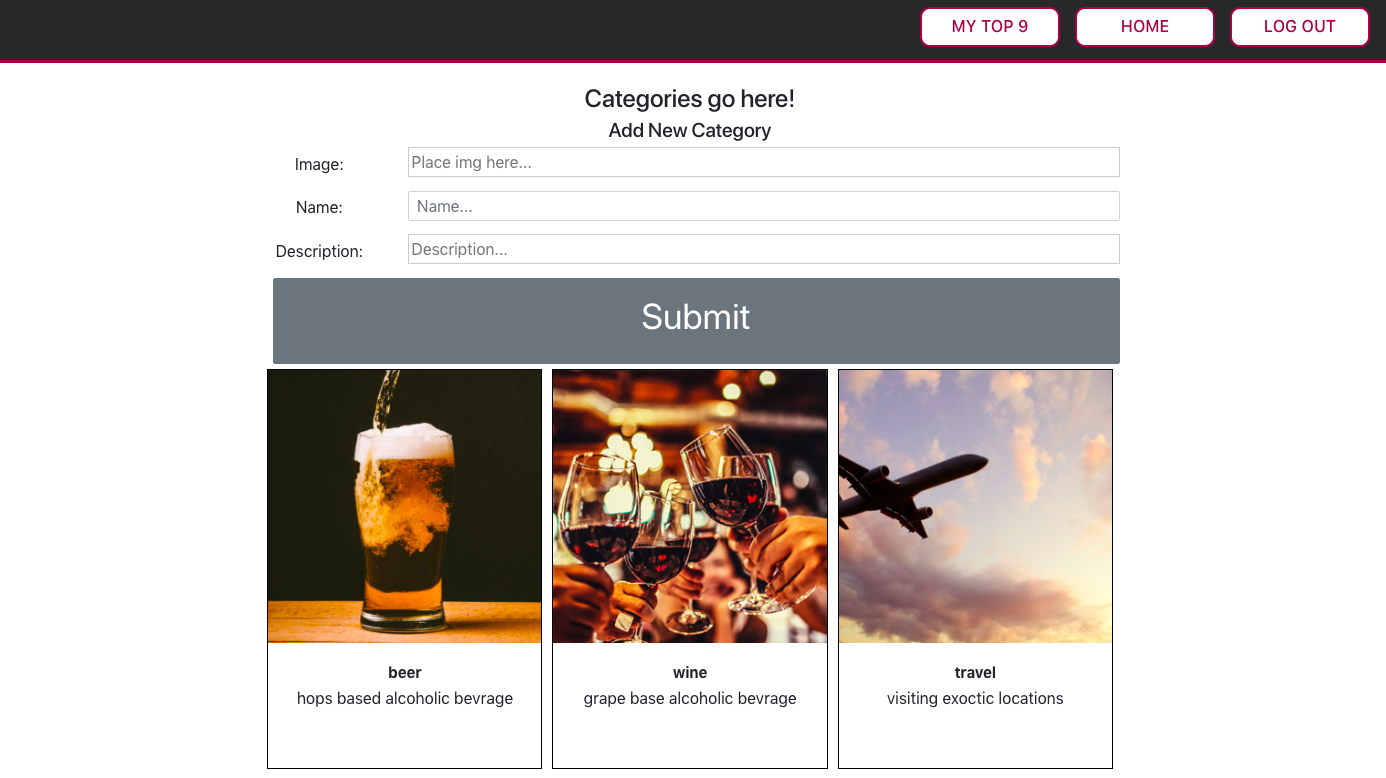 MY TOP 9 HOME LOG OUT
Categories go here!
Add New Category
Image: Place img here...
Name: Name...
Description: Description...
Submit
beer wine travel
hops based alcoholic bevrage grape base alcoholic bevrage visiting exoctic locations